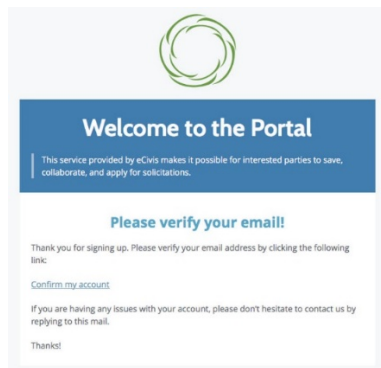 Welcome to the Portal
This service provided by eCivis makes it possible for interested parties to save,
collaborate, and apply for solicitations.
Please verify your email!
Thank you for signing up. Please verify your email address by clicking the following
link:
Confirm my account
If you are having any issues with your account, please don't hesitate to contact us by
replying to this mail.
Thanks!